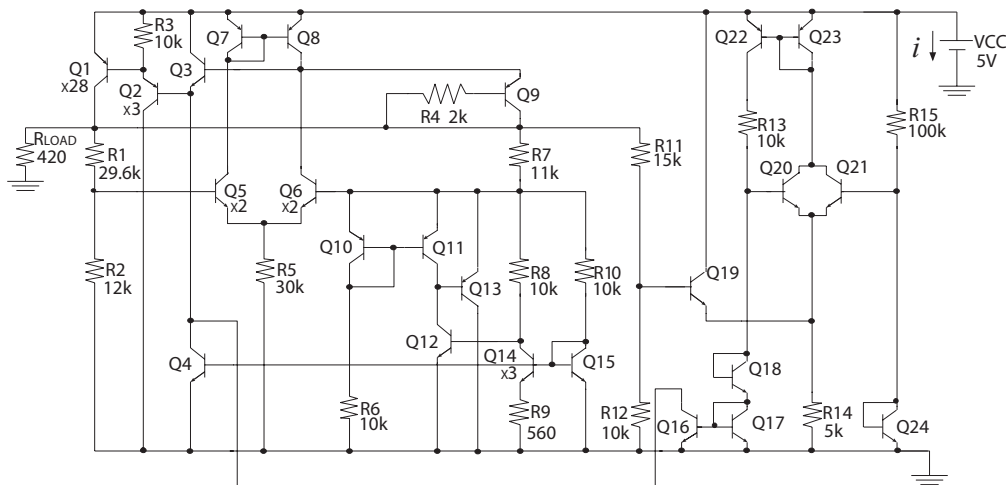 R3
10k
Q7
Q8
Q22
Q23
i
VCC
5V
Q1
x28
Q2
x3
Q3
Q9
R4 2k
RLOAD
420
R1
29.6k
R7
11k
R11
15k
R13
10k
R15
100k
Q20
Q21
Q5
x2
Q6
x2
Q10
Q11
R2
12k
R5
30k
Q13
R8
10k
R10
10k
Q19
Q12
Q4
Q14
x3
Q15
Q18
R6
10k
R9
560
R12
10k
Q16
Q17
R14
5k
Q24